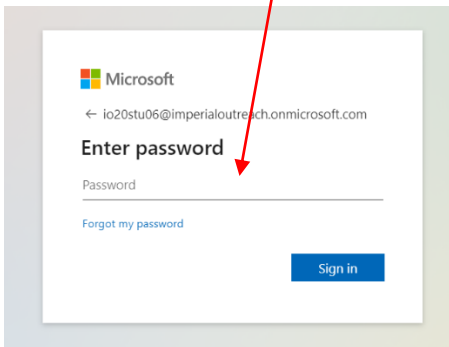 Microsoft
← io20stu06@imperialoutreach.onmicrosoft.com
Enter password
Password
Forgot my password
Sign in